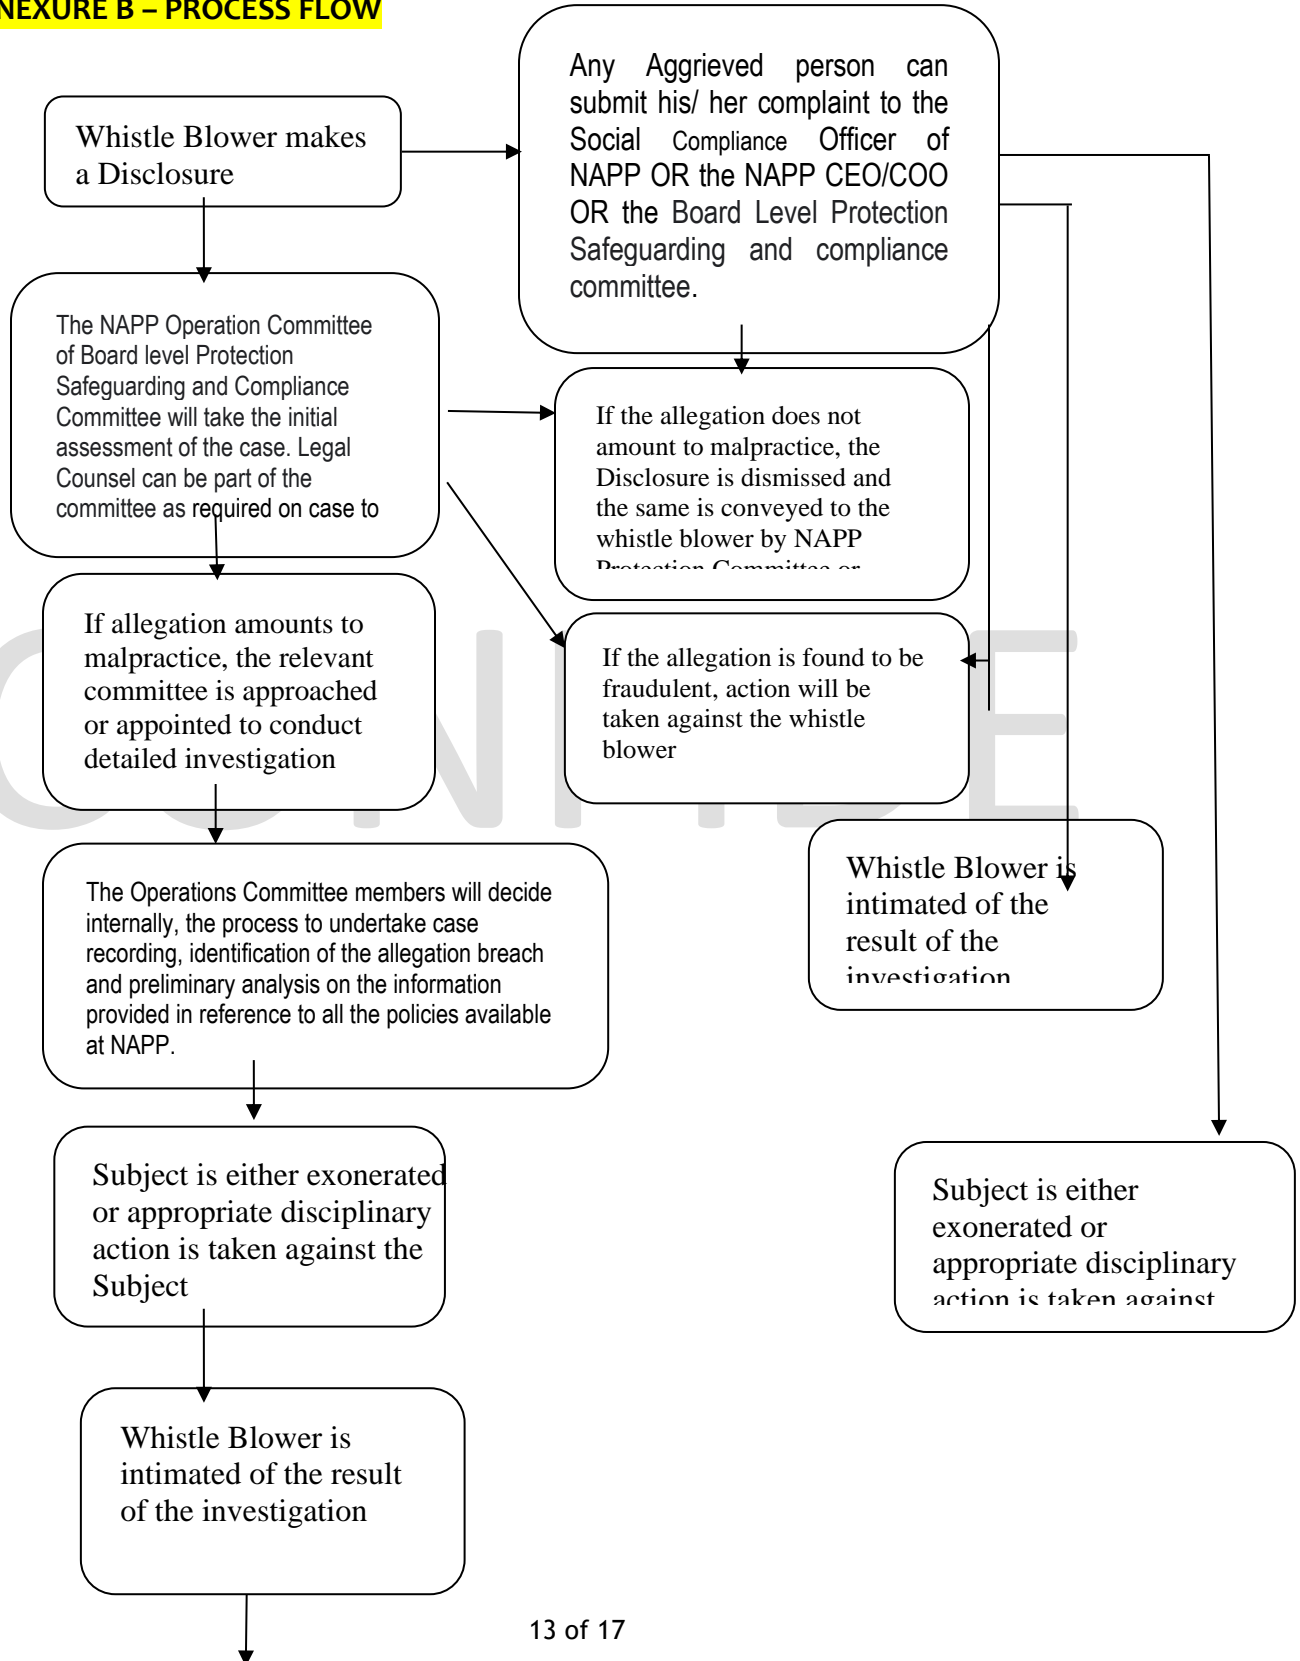 NEXURE B – PROCESS FLOW
Any Aggrieved person can
submit his/ her complaint to the
Social Compliance Officer of
NAPP OR the NAPP CEO/COO
OR the Board Level Protection
Safeguarding and compliance
committee.
Whistle Blower makes
a Disclosure
The NAPP Operation Committee
of Board level Protection
Safeguarding and Compliance
Committee will take the initial
assessment of the case. Legal
Counsel can be part of the
committee as required on case to
If the allegation does not
amount to malpractice, the
Disclosure is dismissed and
the same is conveyed to the
whistle blower by NAPP
Protection Committee or
If allegation amounts to
malpractice, the relevant
committee is approached
or appointed to conduct
detailed investigation
If the allegation is found to be
fraudulent, action will be
taken against the whistle
blower
CONFIDE
The Operations Committee members will decide
internally, the process to undertake case
recording, identification of the allegation breach
and preliminary analysis on the information
provided in reference to all the policies available
at NAPP.
Whistle Blower is
intimated of the
result of the
investigation
Subject is either exonerated
or appropriate disciplinary
action is taken against the
Subject
Subject is either
exonerated or
appropriate disciplinary
action is taken against
Whistle Blower is
intimated of the result
of the investigation
13 of 17